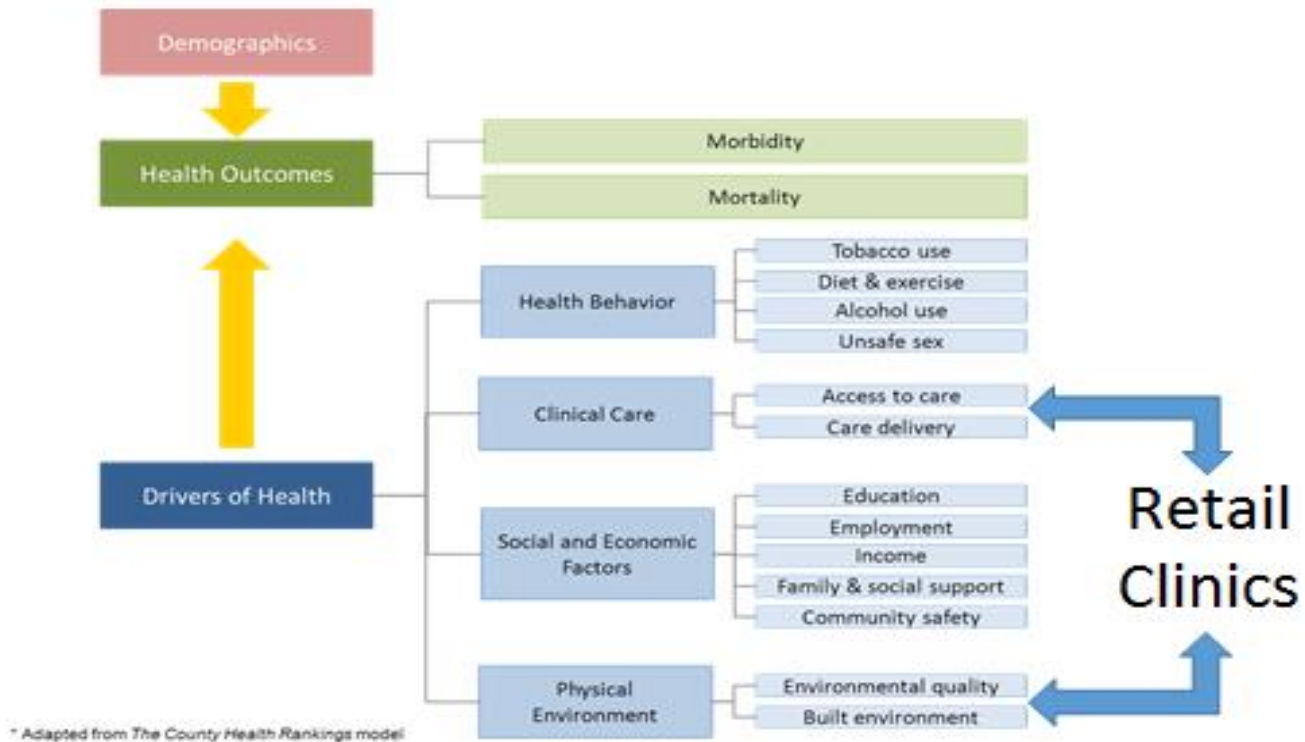 Demographics
Health Outcomes
Morbidity
Mortality
Drivers of Health
Health Behavior
Tobacco use
Diet & exercise
Alcohol use
Unsafe sex
Clinical Care
Access to care
Care delivery
Social and Economic
Factors
Education
Employment
Income
Family & social support
Community safety
Physical
Environment
Environmental quality
Built environment
Retail
Clinics
* Adapted from The County Health Rankings model